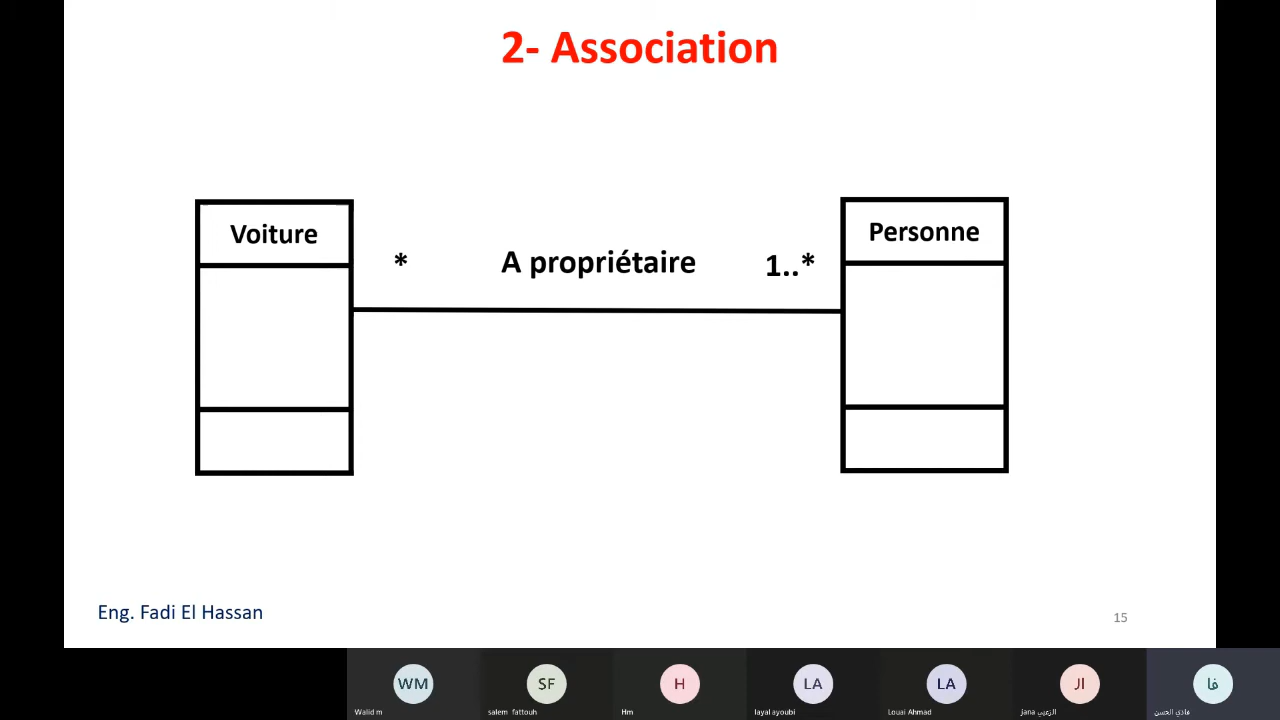 2- Association
Voiture
Personne
* A propriétaire 1..*
Eng. Fadi El Hassan
15
WM
SF
H
LA
LA
الج
فا
Walid m
salem fattouh
Hm
layal ayoubi
Louai Ahmad
jana الزعبي
فادي الحسن